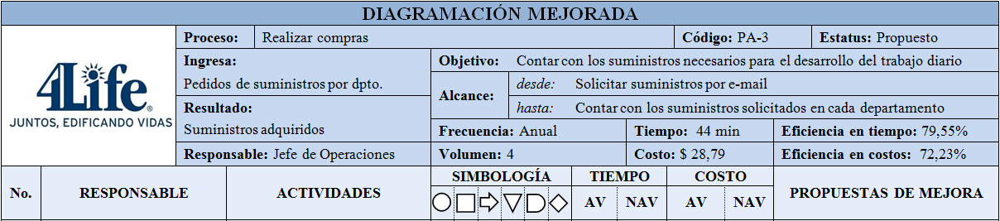 DIAGRAMACIÓN MEJORADA
4Life®
JUNTOS, EDIFICANDO VIDAS
Proceso: Realizar compras Código: PA-3 Estatus: Propuesto
Ingresa:
Pedidos de suministros por dpto.
Resultado:
Suministros adquiridos
Responsable: Jefe de Operaciones
Objetivo: Contar con los suministros necesarios para el desarrollo del trabajo diario
Alcance:
desde: Solicitar suministros por e-mail
hasta: Contar con los suministros solicitados en cada departamento
Frecuencia: Anual Tiempo: 44 min Eficiencia en tiempo: 79,55%
Volumen: 4 Costo: $ 28,79 Eficiencia en costos: 72,23%
No. RESPONSABLE ACTIVIDADES SIMBOLOGÍA TIEMPO COSTO PROPUESTAS DE MEJORA
AV NAV AV NAV